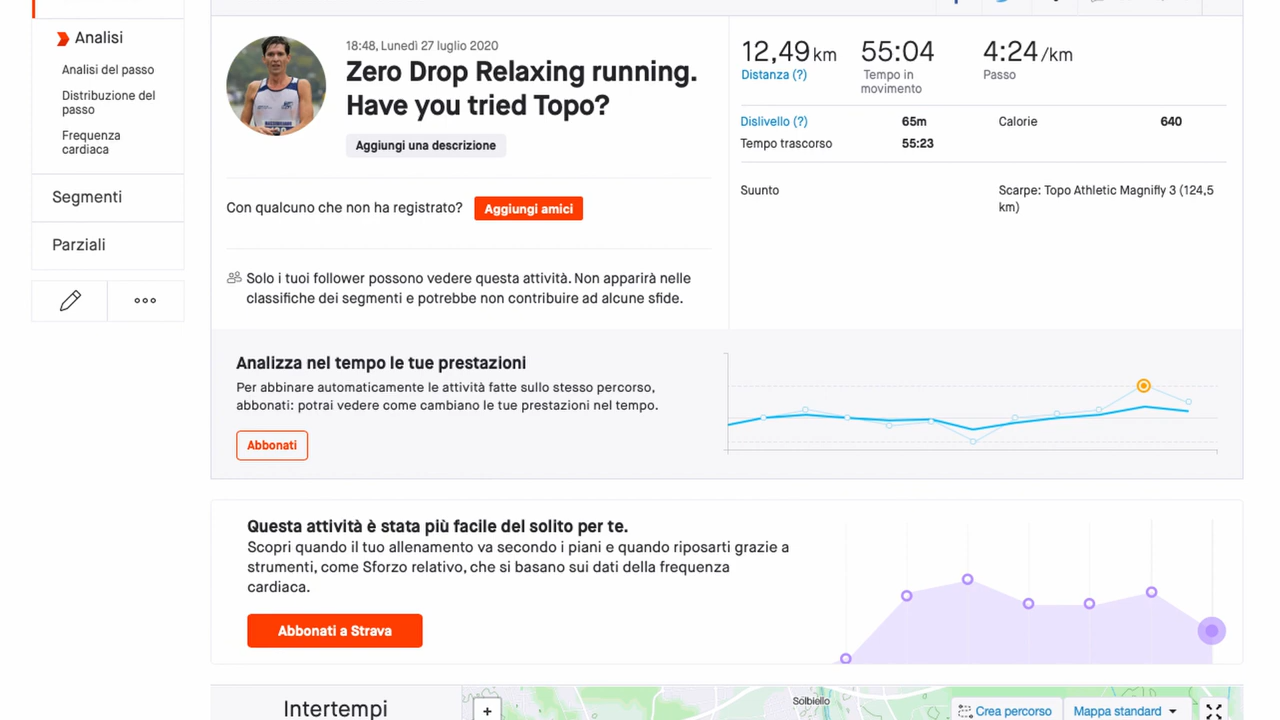 Analisi
Analisi del passo
Distribuzione del
passo
Frequenza
cardiaca
Segmenti
Parziali
18:48, Lunedì 27 luglio 2020
Zero Drop Relaxing running.
Have you tried Topo?
Aggiungi una descrizione
Con qualcuno che non ha registrato?
Aggiungi amici
Solo i tuoi follower possono vedere questa attività. Non apparirà nelle
classifiche dei segmenti e potrebbe non contribuire ad alcune sfide.
12,49 km
Distanza (?)
55:04
Tempo in
movimento
4:24 /km
Passo
Dislivello (?)
65m
Calorie
640
Tempo trascorso
55:23
Suunto
Scarpe: Topo Athletic Magnifly 3 (124,5
km)
Analizza nel tempo le tue prestazioni
Per abbinare automaticamente le attività fatte sullo stesso percorso,
abbonati: potrai vedere come cambiano le tue prestazioni nel tempo.
Abbonati
Questa attività è stata più facile del solito per te.
Scopri quando il tuo allenamento va secondo i piani e quando riposarti grazie a
strumenti, come Sforzo relativo, che si basano sui dati della frequenza
cardiaca.
Abbonati a Strava
Intertempi
+
Solbiello
Crea percorso
Mappa standard